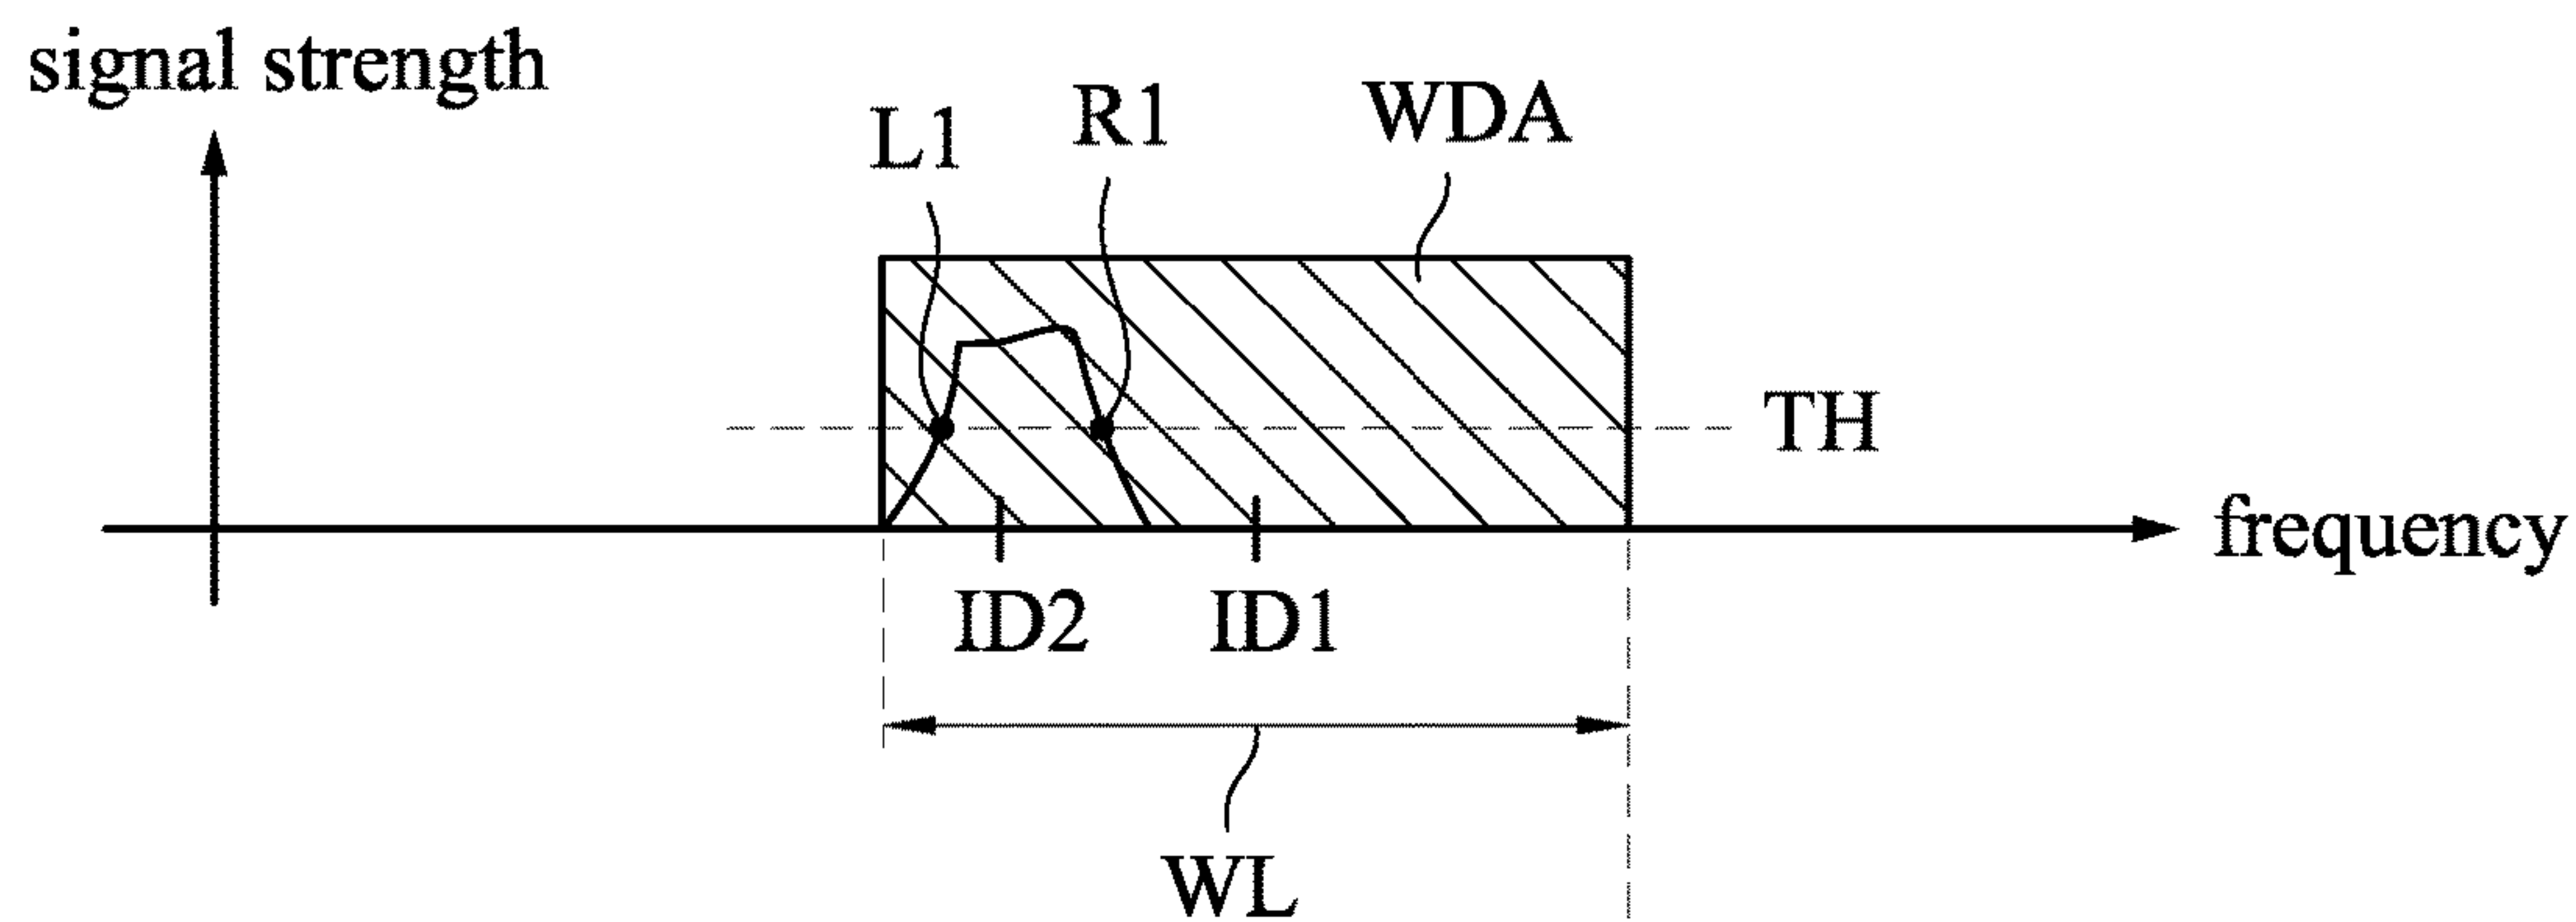 signal strength
L1
R1
WDA
TH
frequency
ID2
ID1
WL